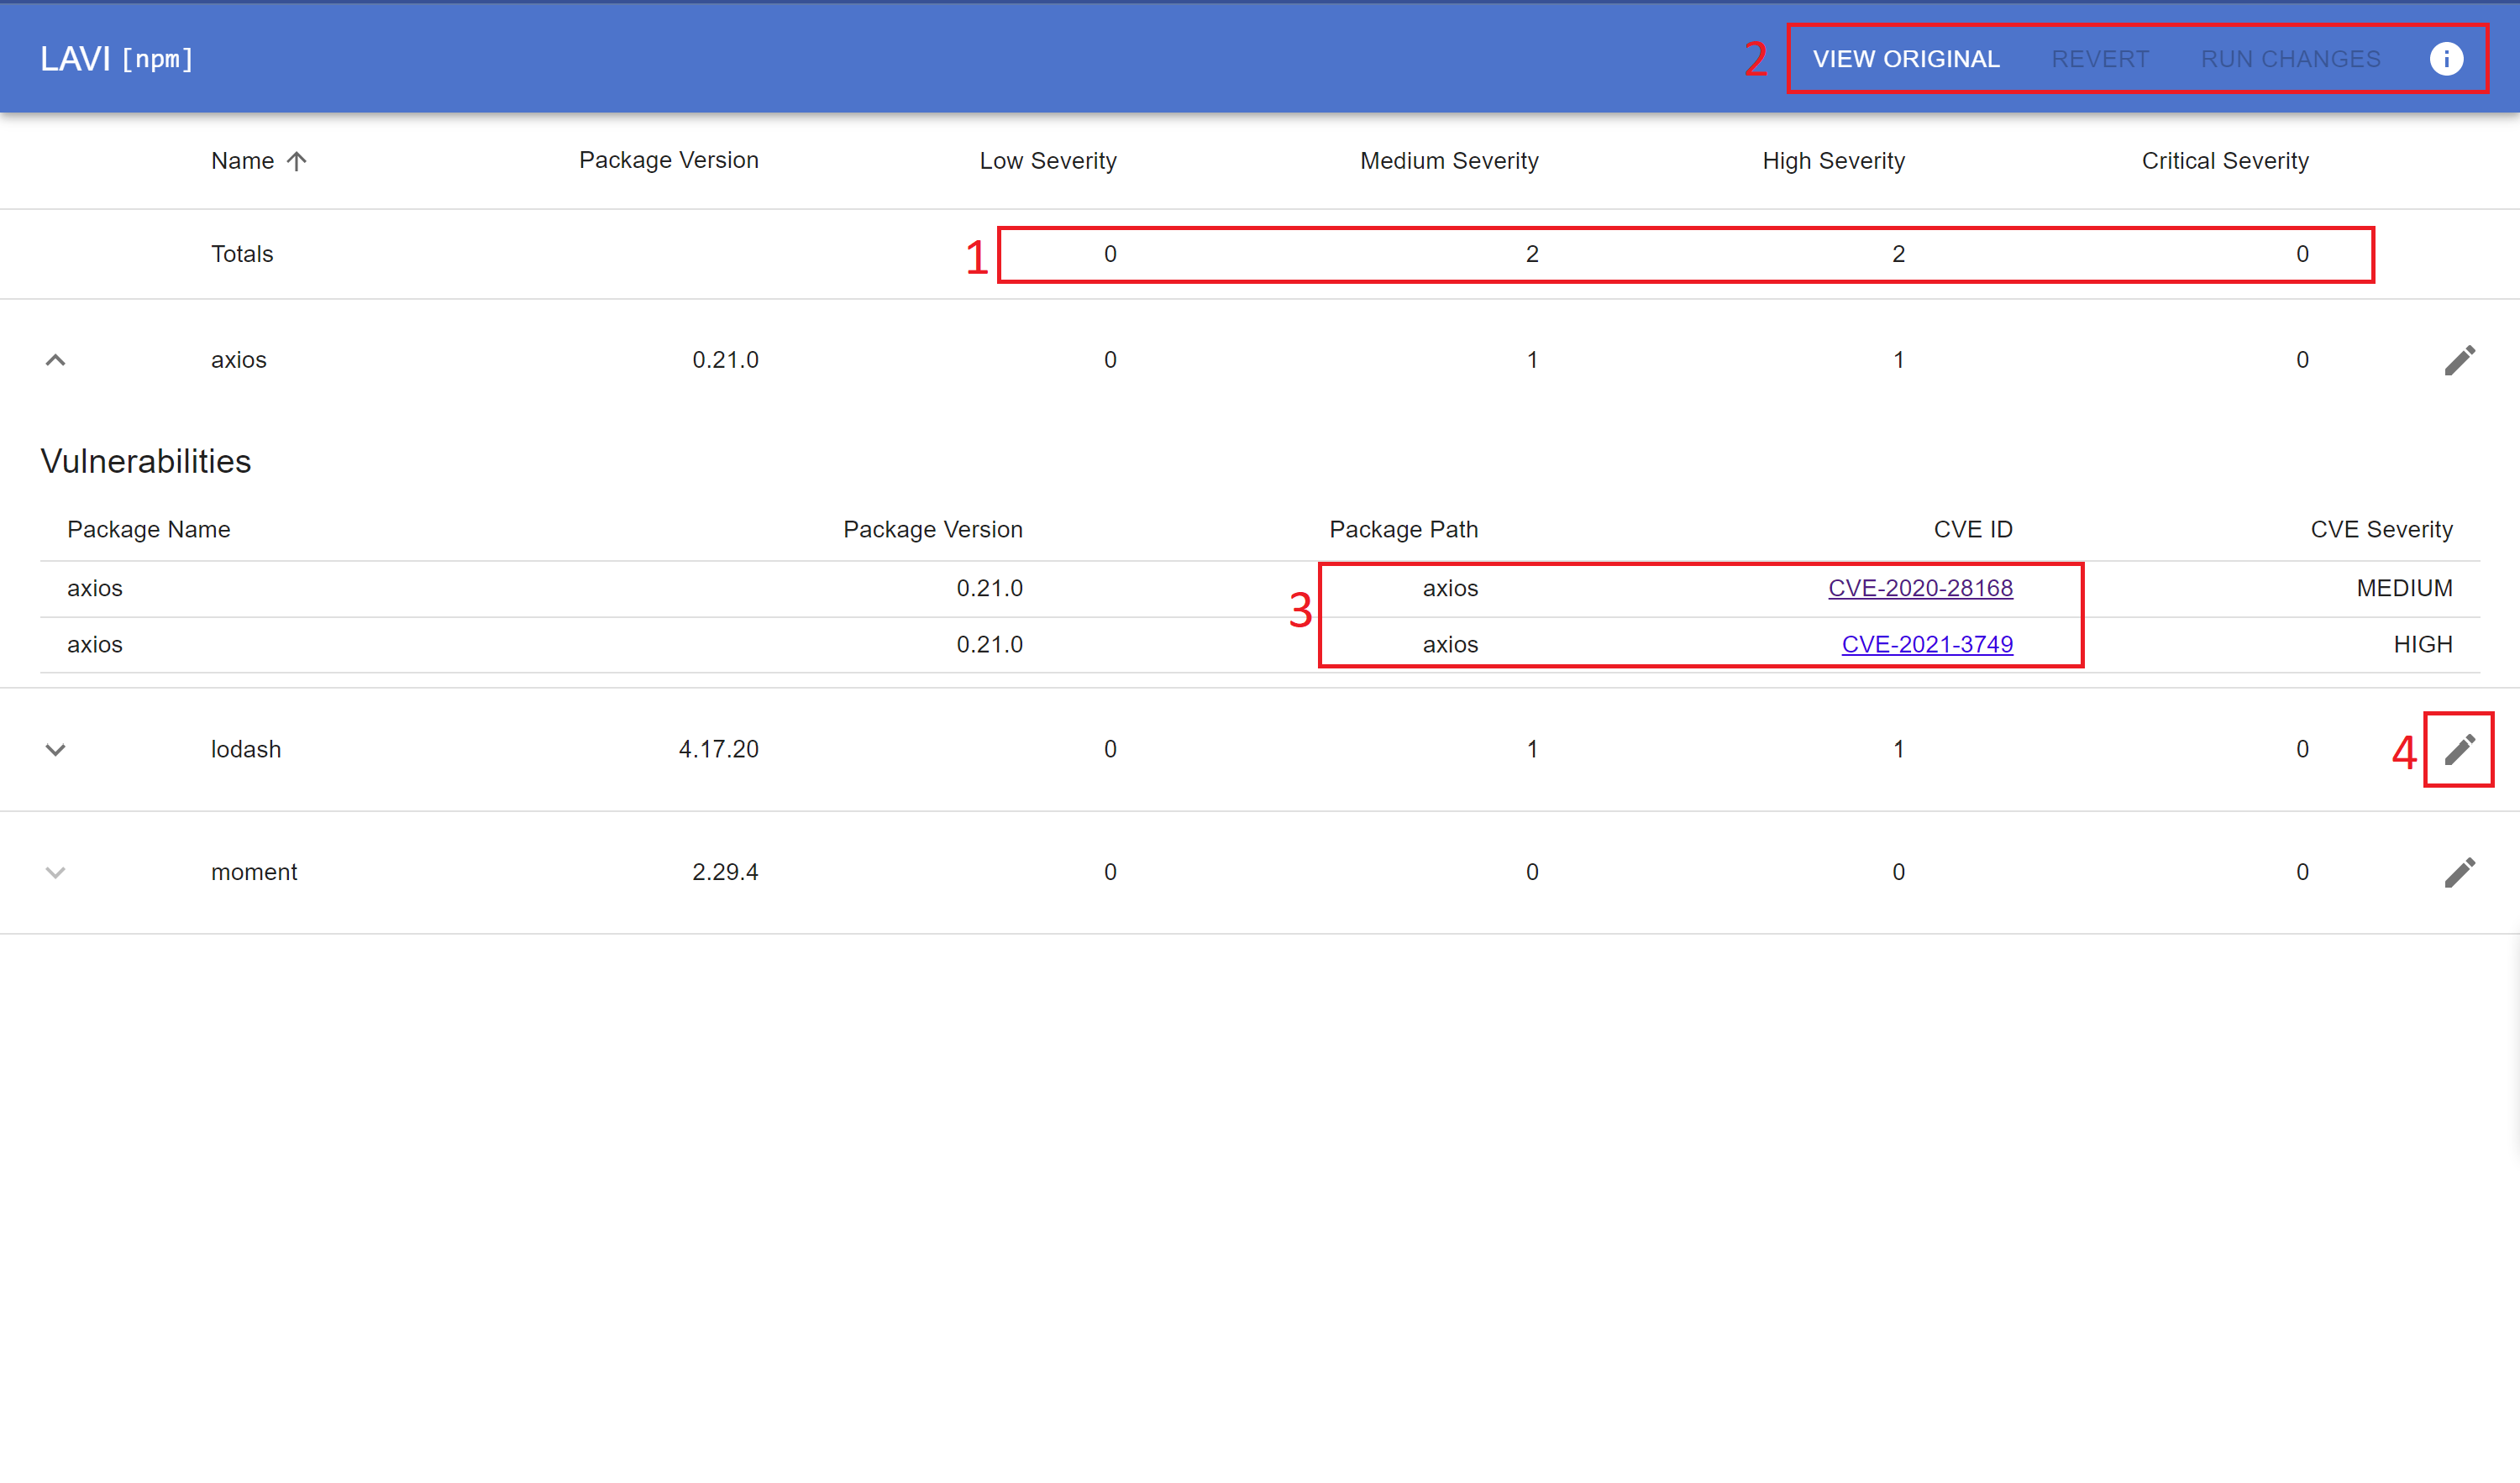 LAVI [npm] 2 VIEW ORIGINAL REVERT RUN CHANGES
Name Package Version Low Severity Medium Severity High Severity Critical Severity
Totals 1 0 2 2 0
axios 0.21.0 0 1 1 0
Vulnerabilities
Package Name Package Version Package Path CVE ID CVE Severity
axios 0.21.0 axios CVE-2020-28168 MEDIUM
3
axios 0.21.0 axios CVE-2021-3749 HIGH
lodash 4.17.20 0 1 1 0 4
moment 2.29.4 0 0 0 0